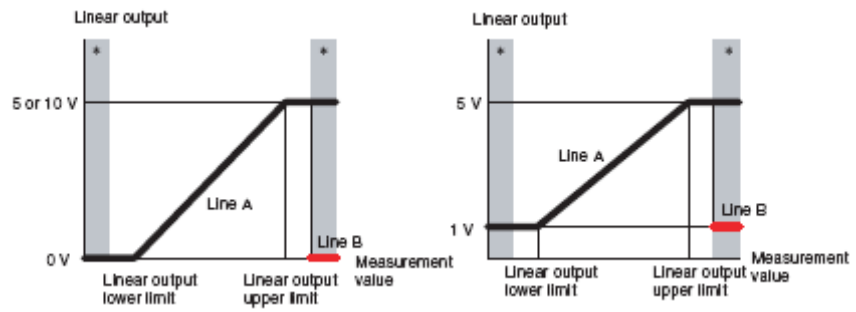 Linear output
*
*
5 or 10 V
Line A
Line B
0 V
Measurement
value
Linear output
lower limit
Linear output
upper limit
Linear output
*
*
5 V
Line A
Line B
1 V
Measurement
value
Linear output
lower limit
Linear output
upper limit